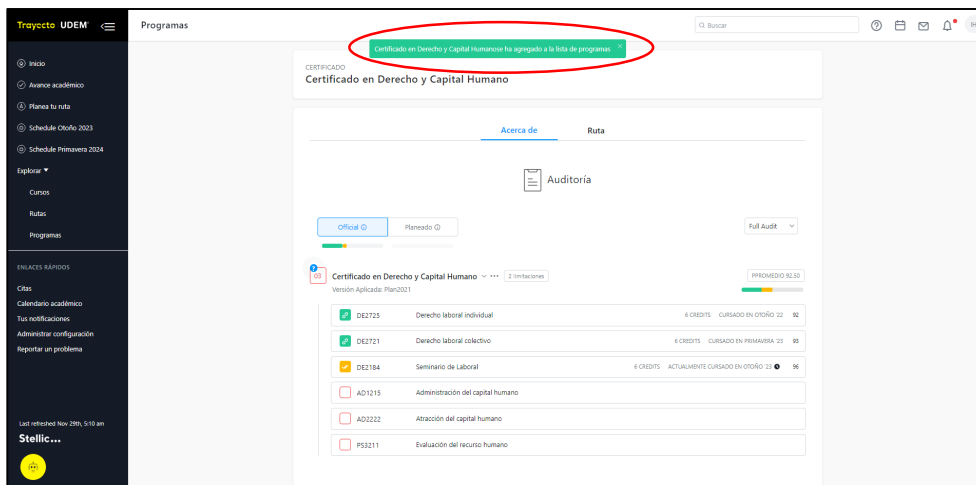 Trayecto UDEM
Programas
Buscar
Certificado en Derecho y Capital Humanose ha agregado a la lista de programas ×
CERTIFICADO
Certificado en Derecho y Capital Humano
Inicio
Avance académico
Planea tu ruta
Schedule Otoño 2023
Schedule Primavera 2024
Explorar
Cursos
Rutas
Programas
ENLACES RÁPIDOS
Citas
Calendario académico
Tus notificaciones
Administrar configuración
Reportar un problema
Last refreshed Nov 29th, 5:10 am
Stellic...
Acerca de Ruta
Auditoría
Official Planeado Full Audit
7
03 Certificado en Derecho y Capital Humano ••• 2 limitaciones PPROMEDIO 92.50
Versión Aplicada: Plan2021
DE2725 Derecho laboral individual 6 CREDITS CURSADO EN OTOÑO '22 92
DE2721 Derecho laboral colectivo 6 CREDITS CURSADO EN PRIMAVERA '23 93
DE2184 Seminario de Laboral 6 CREDITS ACTUALMENTE CURSADO EN OTOÑO '23 96
AD1215 Administración del capital humano
AD2222 Atracción del capital humano
PS3211 Evaluación del recurso humano